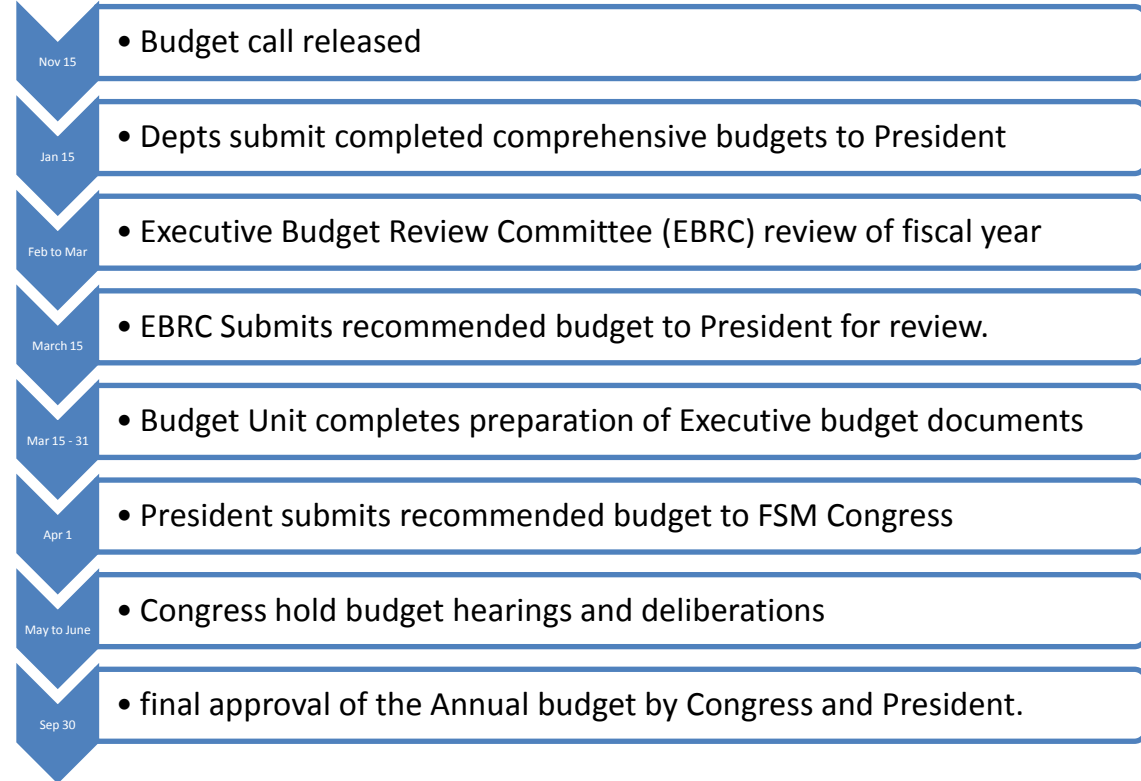 Nov 15
• Budget call released
Jan 15
• Depts submit completed comprehensive budgets to President
Feb to Mar
• Executive Budget Review Committee (EBRC) review of fiscal year
March 15
• EBRC Submits recommended budget to President for review.
Mar 15 - 31
• Budget Unit completes preparation of Executive budget documents
Apr 1
• President submits recommended budget to FSM Congress
May to June
• Congress hold budget hearings and deliberations
Sep 30
• final approval of the Annual budget by Congress and President.